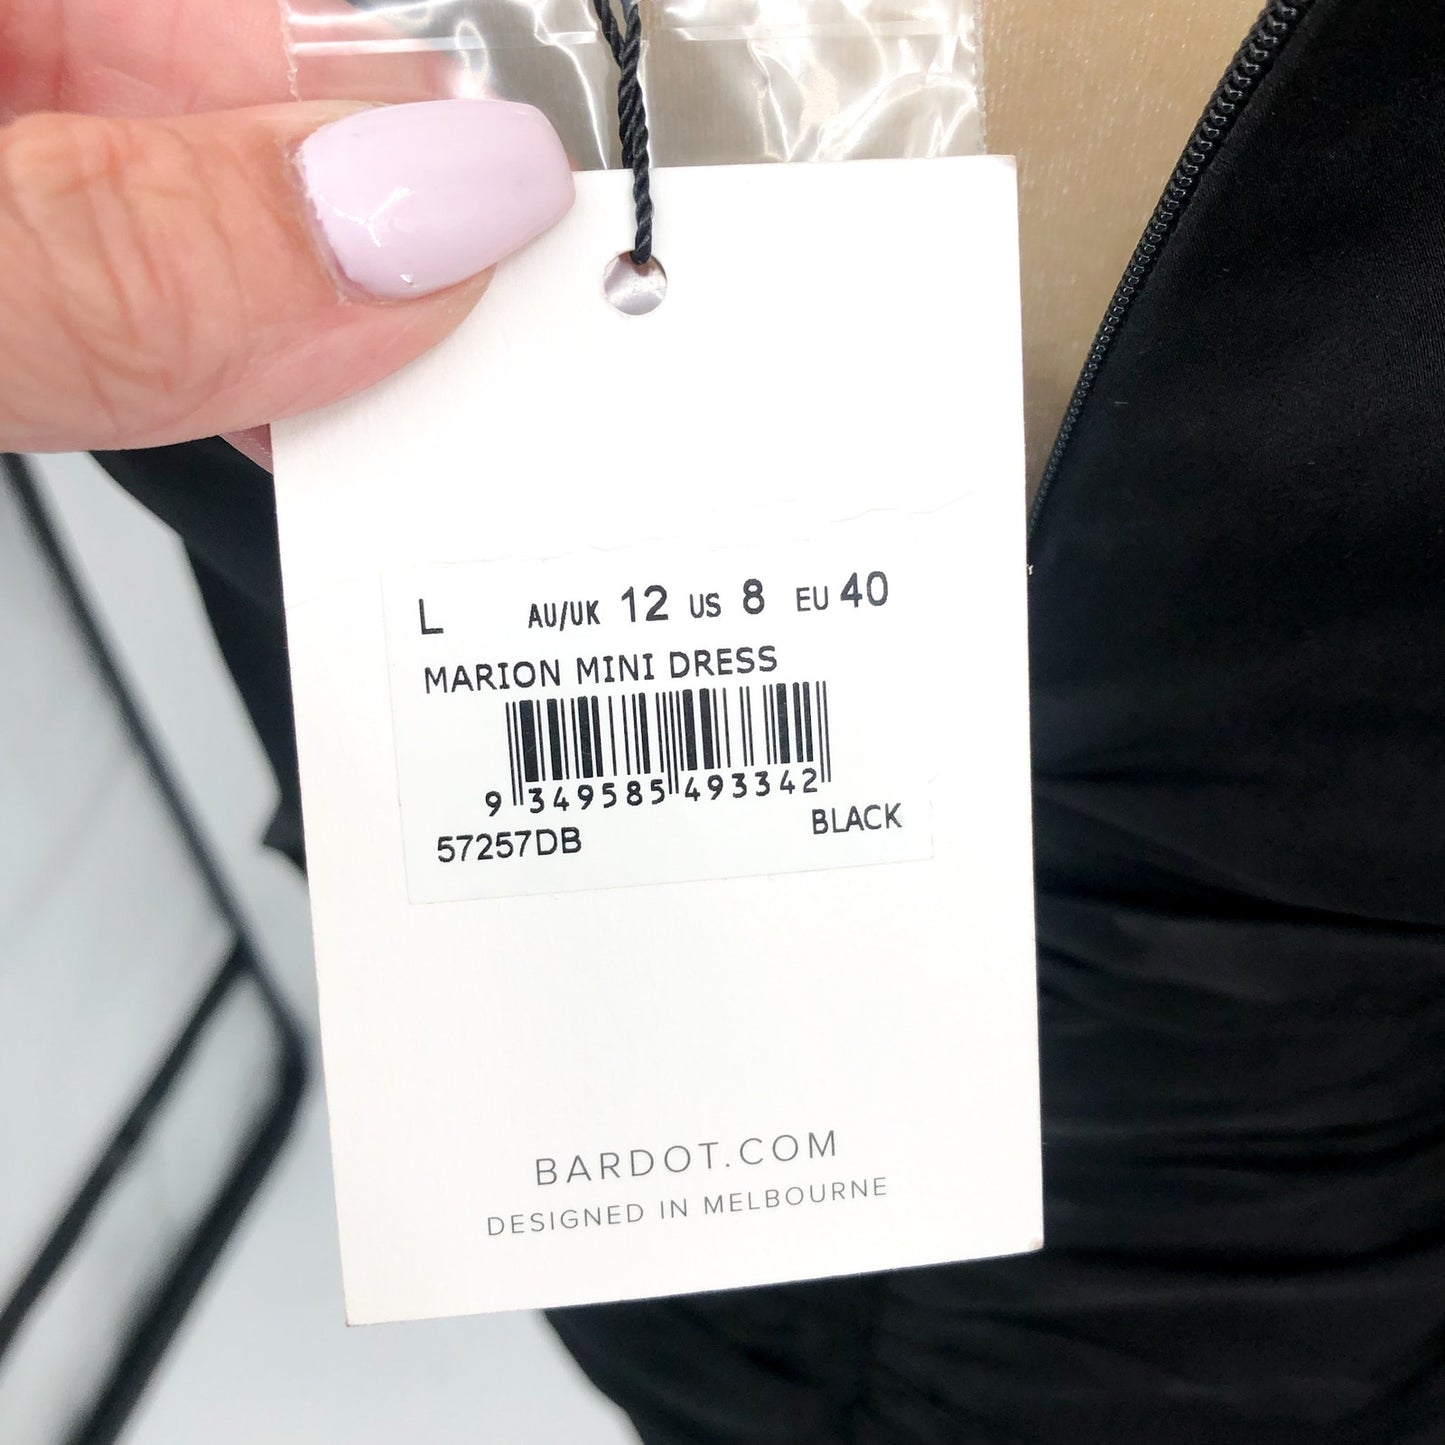 L AU/UK 12 US 8 EU 40
MARION MINI DRESS
9 349585 493342
57257DB BLACK
BARDOT.COM
DESIGNED IN MELBOURNE